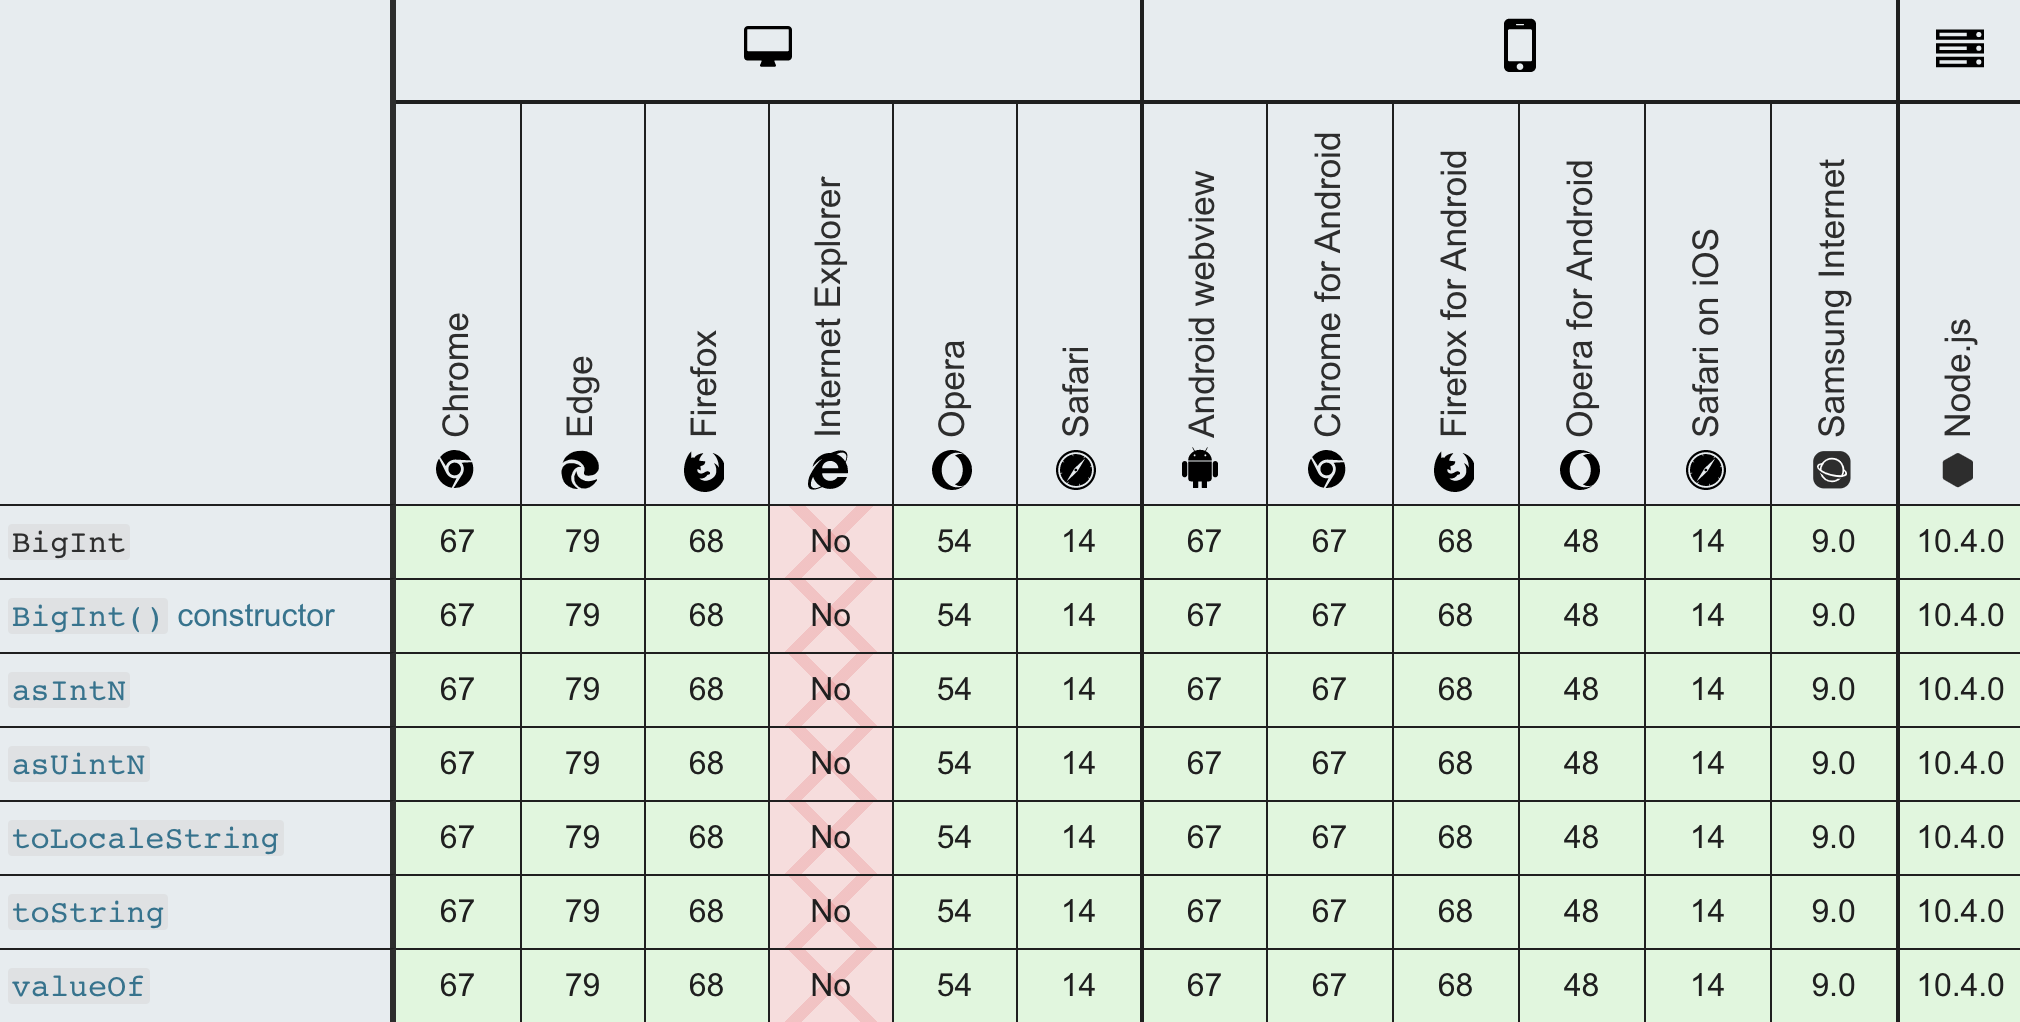 Chrome
Edge
Firefox
Internet Explorer
Opera
Safari
Android webview
Chrome for Android
Firefox for Android
Opera for Android
Safari on iOS
Samsung Internet
Node.js
BigInt 67 79 68 No 54 14 67 67 68 48 14 9.0 10.4.0
BigInt() constructor 67 79 68 No 54 14 67 67 68 48 14 9.0 10.4.0
asIntN 67 79 68 No 54 14 67 67 68 48 14 9.0 10.4.0
asUintN 67 79 68 No 54 14 67 67 68 48 14 9.0 10.4.0
toLocaleString 67 79 68 No 54 14 67 67 68 48 14 9.0 10.4.0
toString 67 79 68 No 54 14 67 67 68 48 14 9.0 10.4.0
valueOf 67 79 68 No 54 14 67 67 68 48 14 9.0 10.4.0